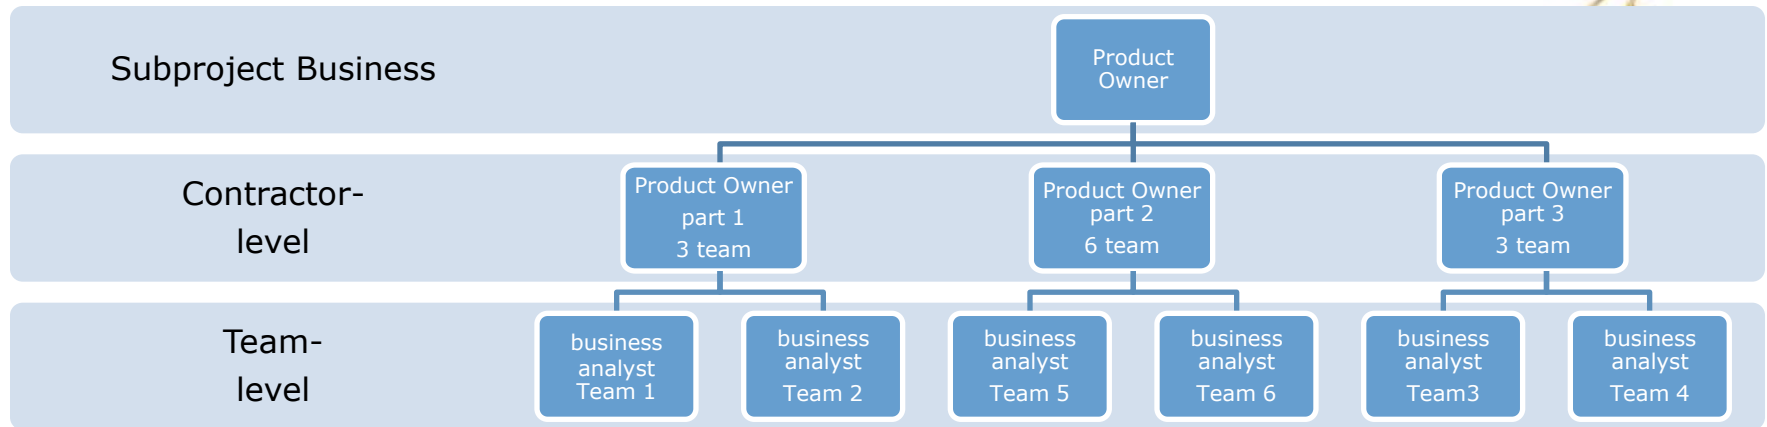 Subproject Business
Product
Owner
Contractor-
level
Product Owner
part 1
3 team
Product Owner
part 2
6 team
Product Owner
part 3
3 team
Team-
level
business
analyst
Team 1
business
analyst
Team 2
business
analyst
Team 5
business
analyst
Team 6
business
analyst
Team3
business
analyst
Team 4